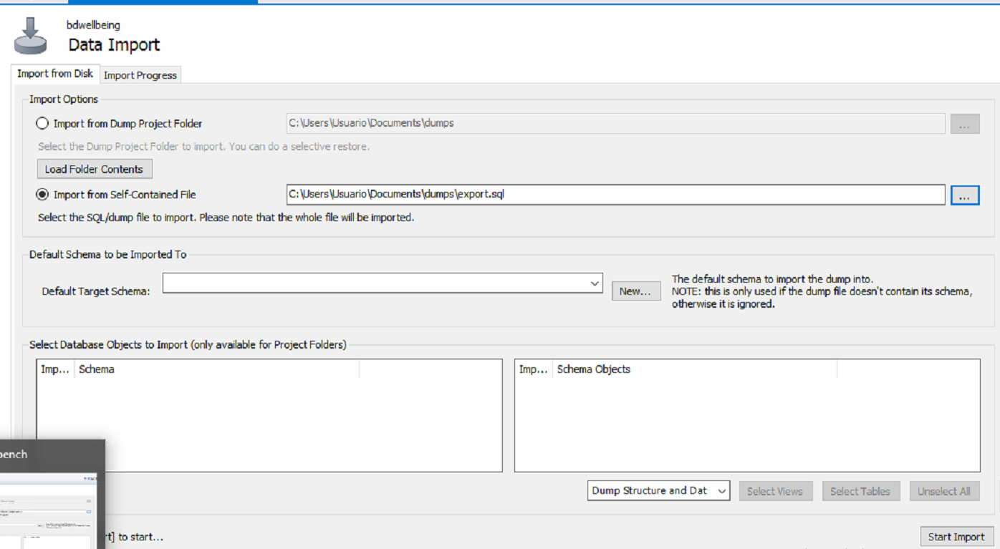 bdwellbeing
Data Import
Import from Disk
Import Progress
Import Options
Import from Dump Project Folder
C:\Users\Usuario\Documents\dumps
...
Select the Dump Project Folder to import. You can do a selective restore.
Load Folder Contents
Import from Self-Contained File
C:\Users\Usuario\Documents\dumps\export.sql
...
Select the SQL/dump file to import. Please note that the whole file will be imported.
Default Schema to be Imported To
Default Target Schema:
New...
The default schema to import the dump into.
NOTE: this is only used if the dump file doesn't contain its schema,
otherwise it is ignored.
Select Database Objects to Import (only available for Project Folders)
Imp... Schema
Imp... Schema Objects
bench
Dump Structure and Dat
Select Views
Select Tables
Unselect All
rt] to start...
Start Import